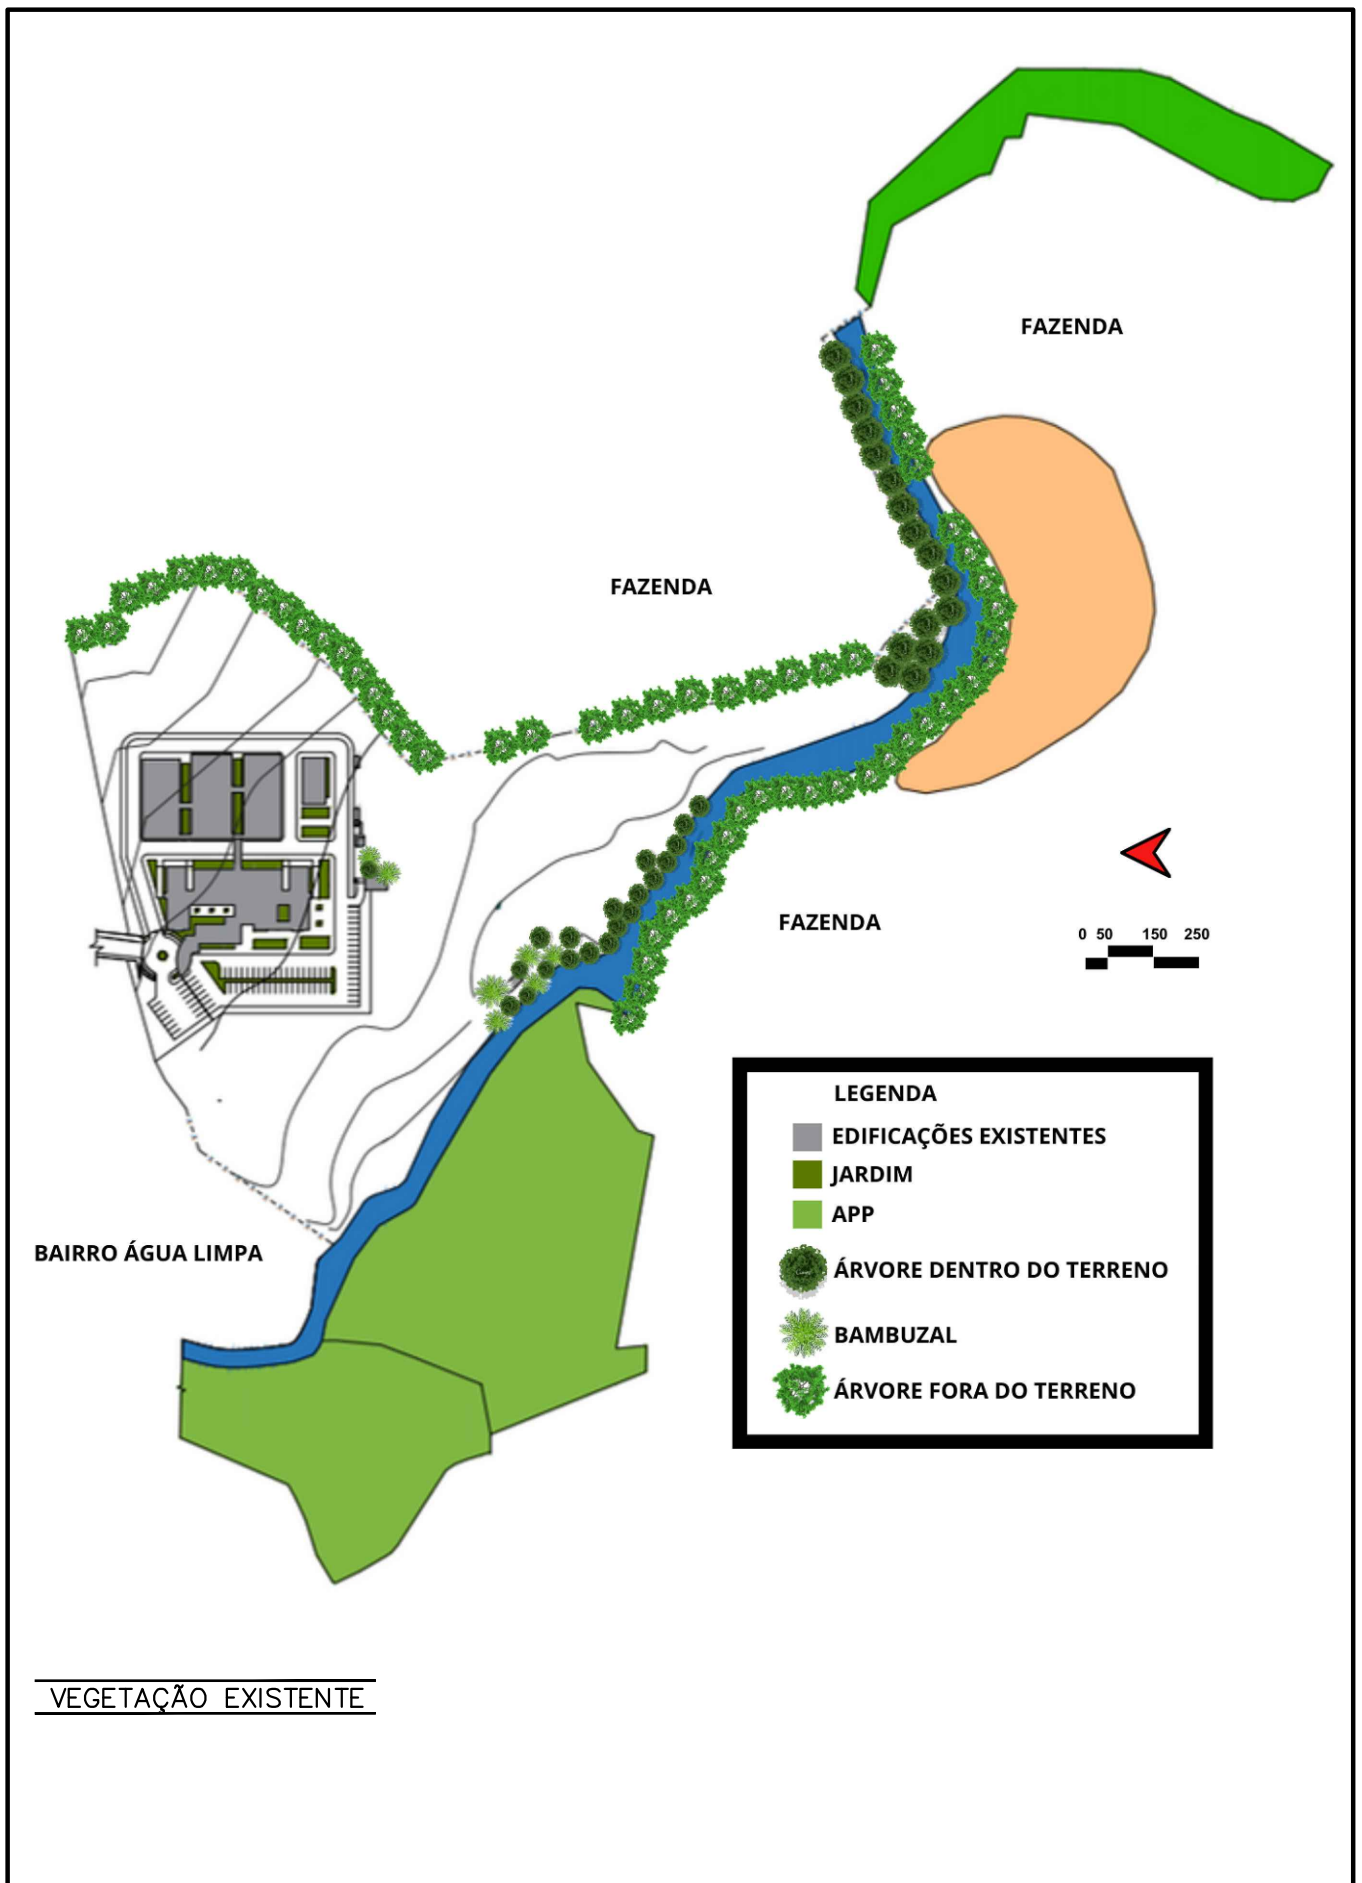 FAZENDA
FAZENDA
FAZENDA
0 50 150 250
LEGENDA
EDIFICAÇÕES EXISTENTES
JARDIM
APP
ÁRVORE DENTRO DO TERRENO
BAMBUZAL
ÁRVORE FORA DO TERRENO
BAIRRO ÁGUA LIMPA
VEGETAÇÃO EXISTENTE